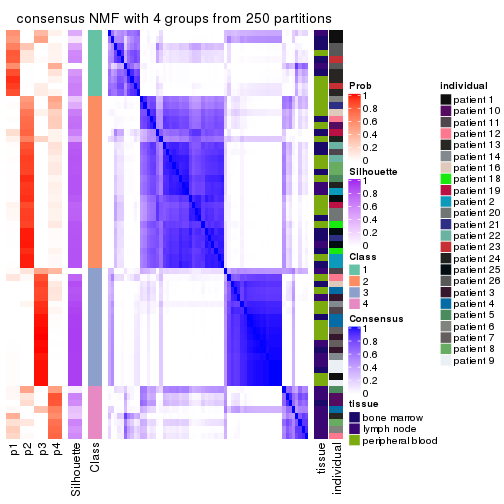 consensus NMF with 4 groups from 250 partitions
p1
p2
p3
p4
Silhouette
Class
tissue
individual
Prob
1
0.8
0.6
0.4
0.2
0
Silhouette
1
0.8
0.6
0.4
0.2
0
Class
1
2
3
4
Consensus
1
0.8
0.6
0.4
0.2
0
tissue
bone marrow
lymph node
peripheral blood
individual
patient 1
patient 10
patient 11
patient 12
patient 13
patient 14
patient 16
patient 18
patient 19
patient 2
patient 20
patient 21
patient 22
patient 23
patient 24
patient 25
patient 26
patient 3
patient 4
patient 5
patient 6
patient 7
patient 8
patient 9